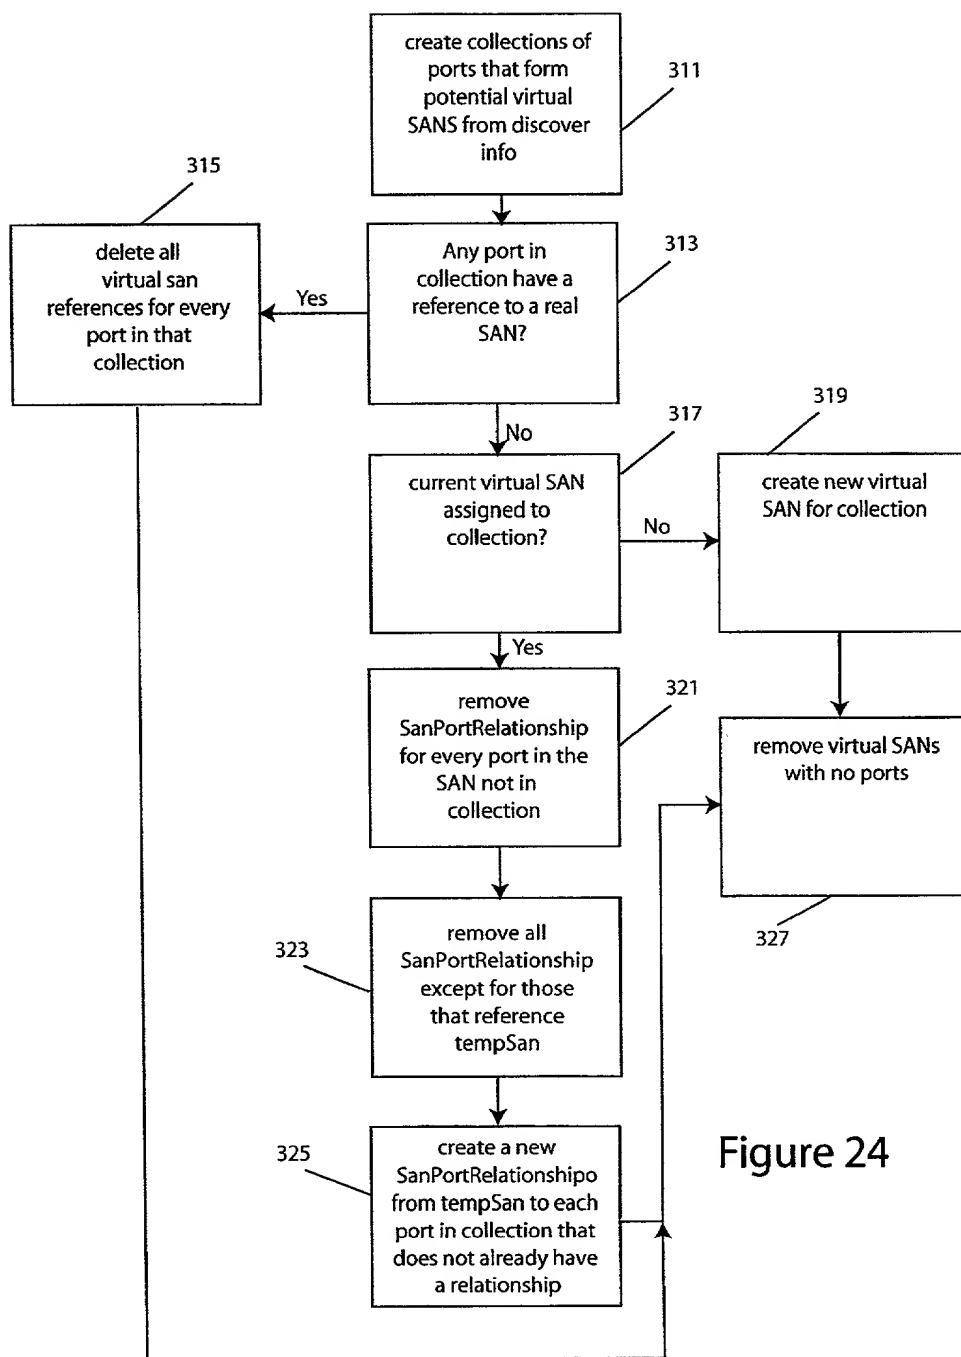 create collections of
ports that form
potential virtual
SANS from discover
info
311
315
delete all
virtual san
references for every
port in that
collection
Yes
Any port in
collection have a
reference to a real
SAN?
313
No
317
319
current virtual SAN
assigned to
collection?
No
create new virtual
SAN for collection
Yes
remove
SanPortRelationship
for every port in the
SAN not in
collection
321
remove virtual SANs
with no ports
327
323
remove all
SanPortRelationship
except for those
that reference
tempSan
325
create a new
SanPortRelationshipo
from tempSan to each
port in collection that
does not already have
a relationship
Figure 24